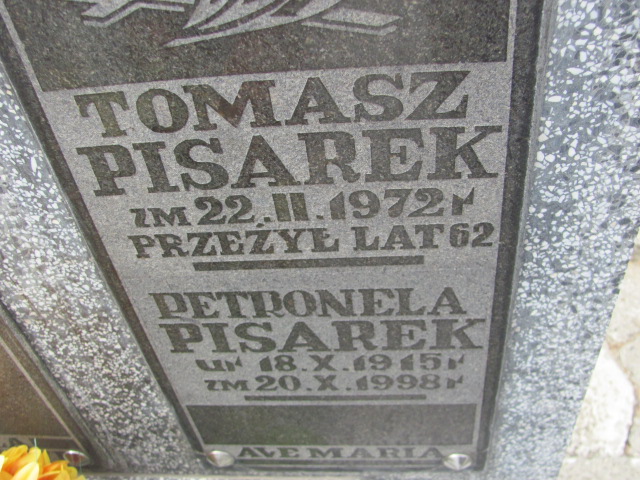 TOMASZ
PISAREK
ZM 22.II.1972 r
PRZEŻYŁ LAT 62
PETRONELA
PISAREK
ur 18.X.1915 r
ZM 20.X.1998 r
AVE MARIA